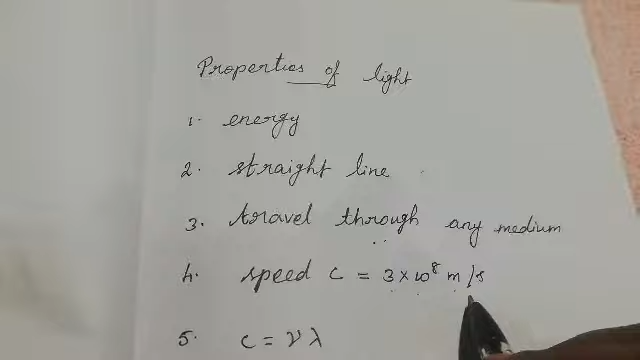 Properties of light
1. energy
2. straight line
3. travel through any medium
4. speed c = 3 × 10⁸ m/s
5. c = νλ